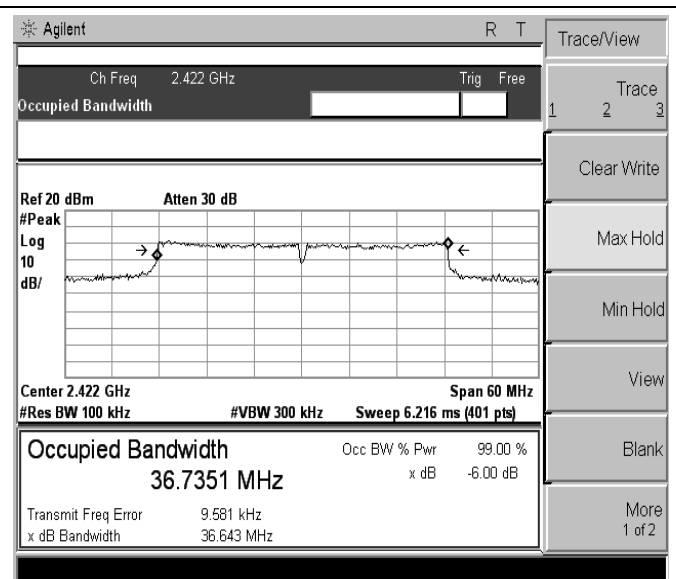 Agilent R T
Trace/View
Ch Freq 2.422 GHz Trig Free
Occupied Bandwidth
Trace
1 2 3
Clear Write
Ref 20 dBm Atten 30 dB
#Peak
Log
10
dB/
Max Hold
Min Hold
Center 2.422 GHz Span 60 MHz
#Res BW 100 kHz #VBW 300 kHz Sweep 6.216 ms (401 pts)
View
Occupied Bandwidth Occ BW % Pwr 99.00 %
36.7351 MHz x dB -6.00 dB
Blank
Transmit Freq Error 9.581 kHz
x dB Bandwidth 36.643 MHz
More
1 of 2